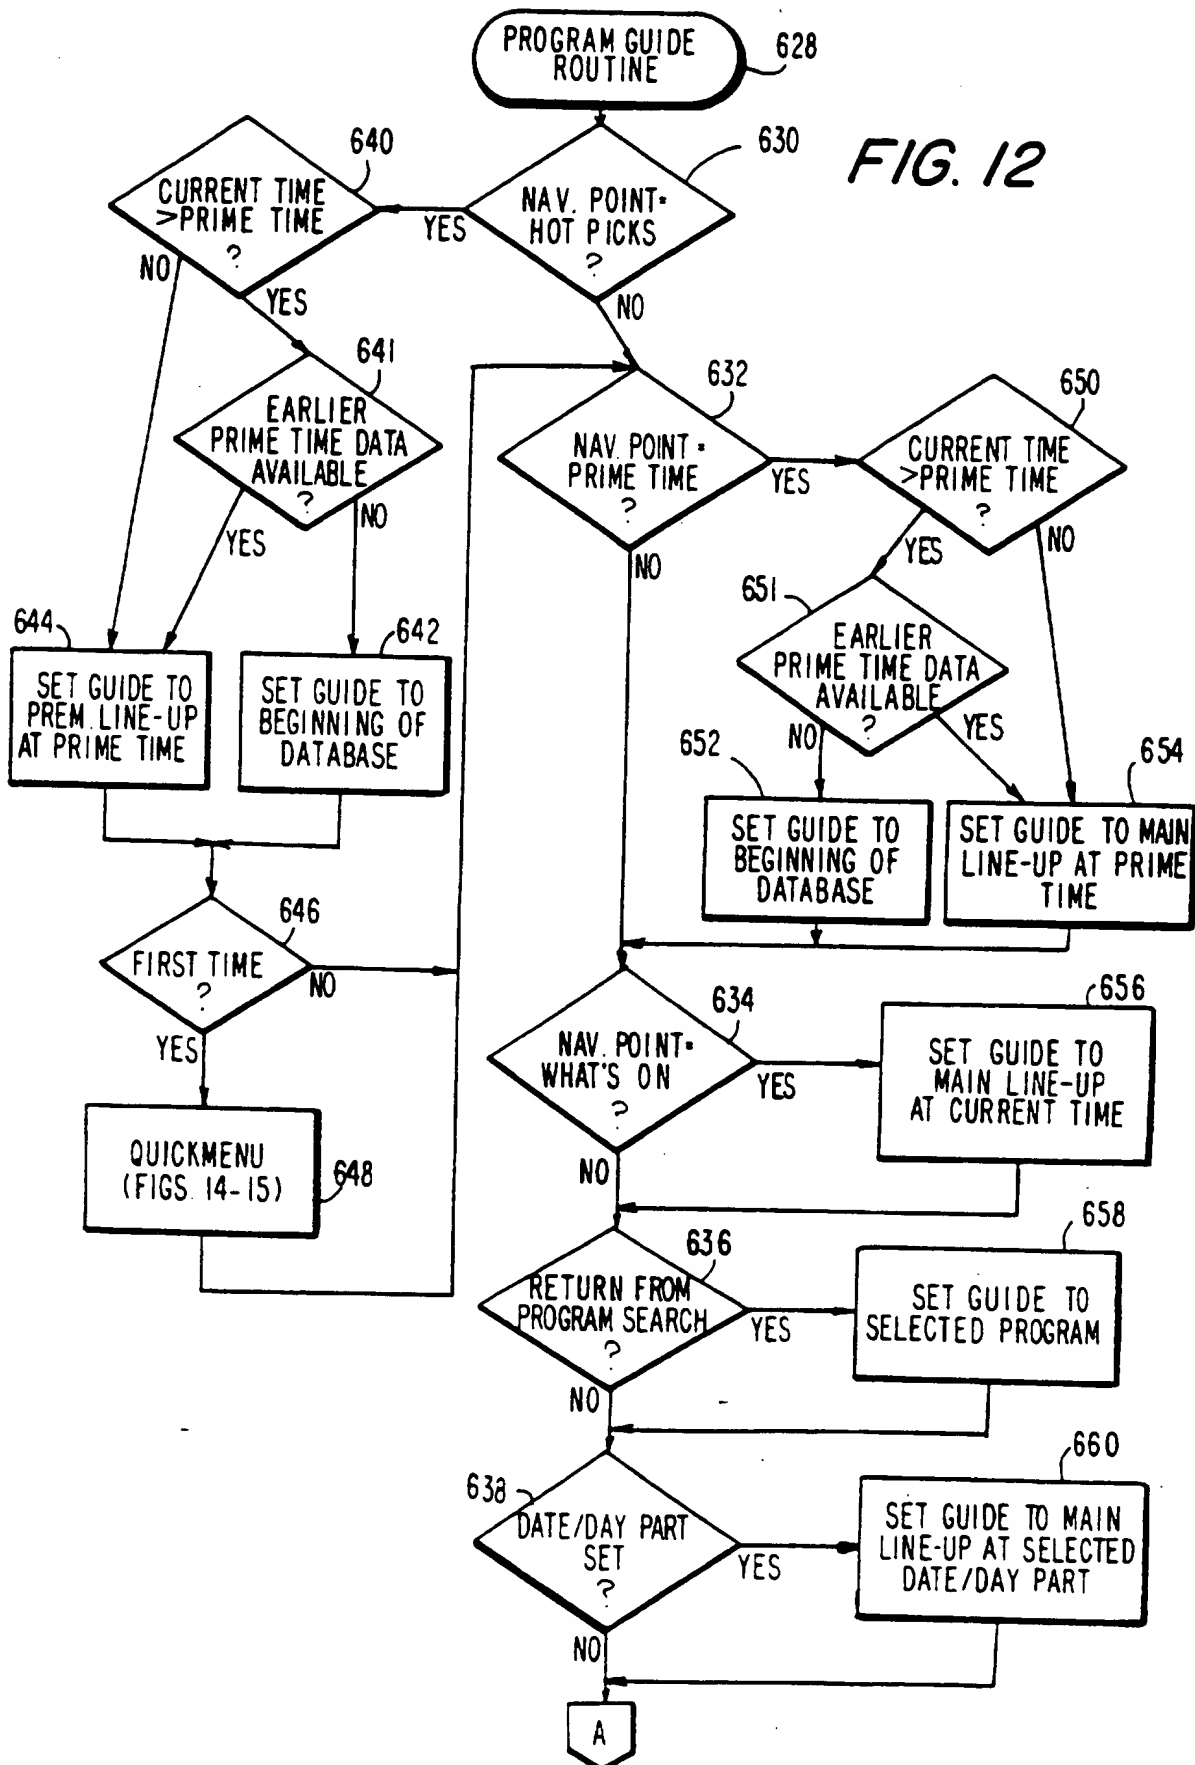 PROGRAM GUIDE
ROUTINE
628
FIG. 12
630
NAV. POINT=
HOT PICKS
?
YES
NO
640
CURRENT TIME
>PRIME TIME
?
NO
YES
641
EARLIER
PRIME TIME DATA
AVAILABLE
?
YES
NO
644
SET GUIDE TO
PREM. LINE-UP
AT PRIME TIME
642
SET GUIDE TO
BEGINNING OF
DATABASE
646
FIRST TIME
?
NO
YES
QUICKMENU
(FIGS. 14-15)
648
632
NAV. POINT=
PRIME TIME
?
YES
NO
650
CURRENT TIME
>PRIME TIME
?
YES
NO
651
EARLIER
PRIME TIME DATA
AVAILABLE
?
NO
YES
652
SET GUIDE TO
BEGINNING OF
DATABASE
654
SET GUIDE TO MAIN
LINE-UP AT PRIME
TIME
634
NAV. POINT=
WHAT'S ON
?
YES
NO
656
SET GUIDE TO
MAIN LINE-UP
AT CURRENT TIME
636
RETURN FROM
PROGRAM SEARCH
?
YES
NO
658
SET GUIDE TO
SELECTED PROGRAM
638
DATE/DAY PART
SET
?
YES
NO
660
SET GUIDE TO MAIN
LINE-UP AT SELECTED
DATE/DAY PART
A